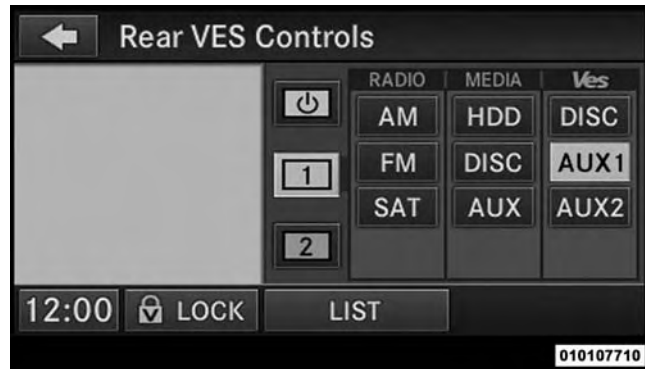 Rear VES Controls
RADIO MEDIA Ves
AM HDD DISC
1 FM DISC AUX1
SAT AUX AUX2
2
12:00 LOCK LIST
010107710